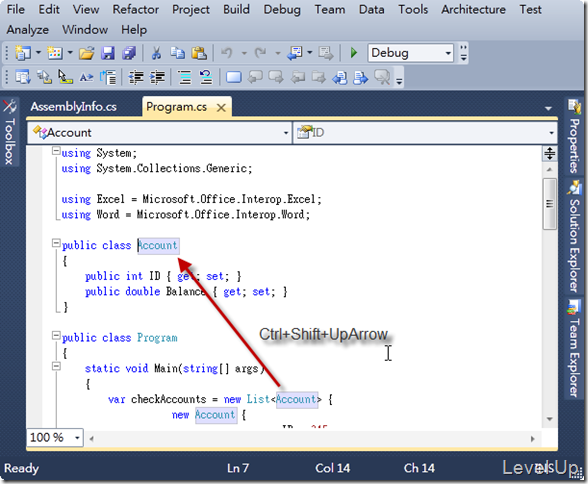 File Edit View Refactor Project Build Debug Team Data Tools Architecture Test
Analyze Window Help
Debug
Toolbox
AssemblyInfo.cs Program.cs
Account ID
using System;
using System.Collections.Generic;
using Excel = Microsoft.Office.Interop.Excel;
using Word = Microsoft.Office.Interop.Word;
public class Account
{
public int ID { get; set; }
public double Balance { get; set; }
}
public class Program
{
static void Main(string[] args)
{
var checkAccounts = new List<Account> {
new Account {
Ctrl+Shift+UpArrow
Properties
Solution Explorer
Team Explorer
100 %
Ready Ln 7 Col 14 Ch 14 INS
Level Up